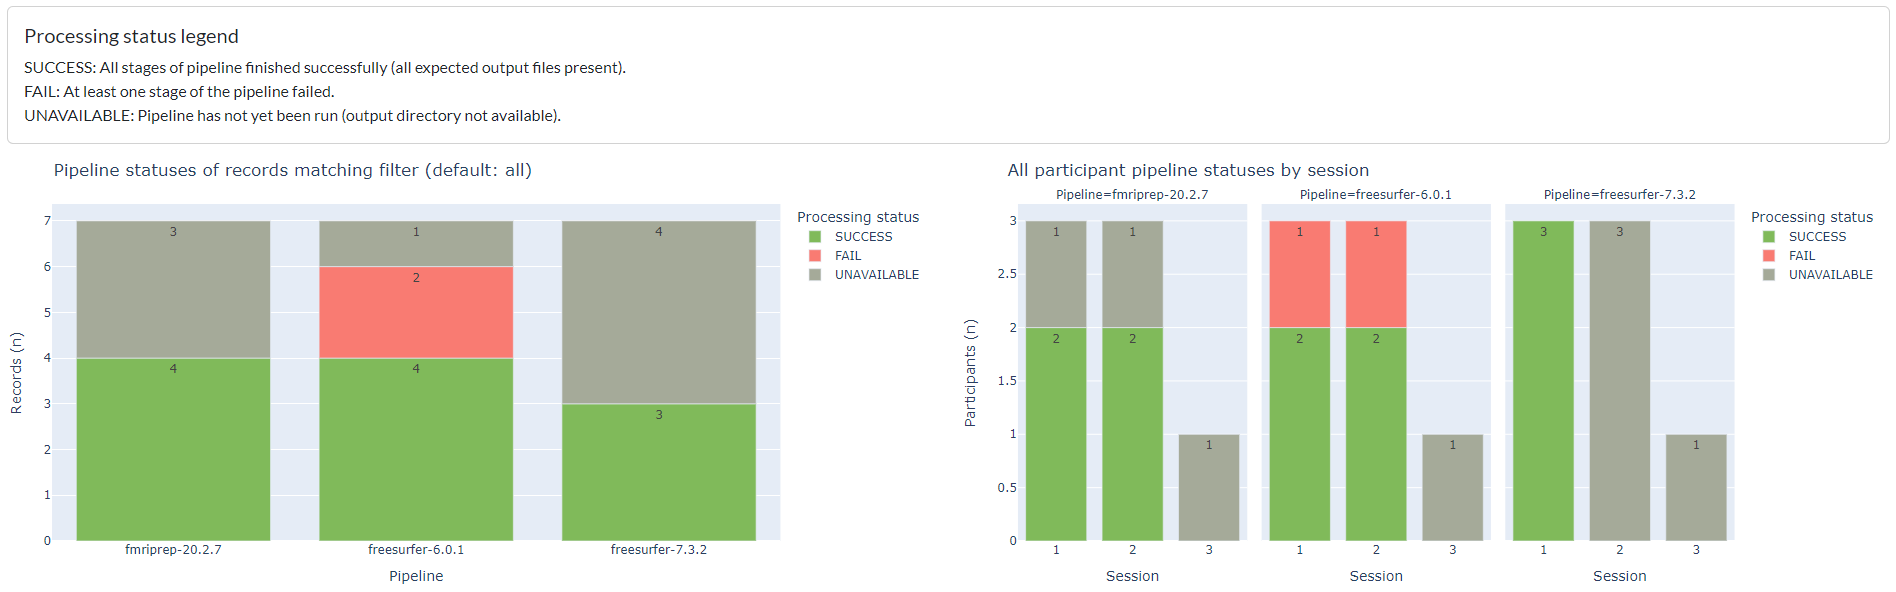 Processing status legend
SUCCESS: All stages of pipeline finished successfully (all expected output files present).
FAIL: At least one stage of the pipeline failed.
UNAVAILABLE: Pipeline has not yet been run (output directory not available).
Pipeline statuses of records matching filter (default: all)
Records (n)
7
6
5
4
3
2
1
0
3
4
1
2
4
4
3
fmriprep-20.2.7
freesurfer-6.0.1
freesurfer-7.3.2
Pipeline
Processing status
SUCCESS
FAIL
UNAVAILABLE
All participant pipeline statuses by session
Pipeline=fmriprep-20.2.7
Pipeline=freesurfer-6.0.1
Pipeline=freesurfer-7.3.2
Participants (n)
3
2.5
2
1.5
1
0.5
0
1
1
2
2
1
1
1
2
2
1
3
3
1
1 2 3
1 2 3
1 2 3
Session
Session
Session
Processing status
SUCCESS
FAIL
UNAVAILABLE